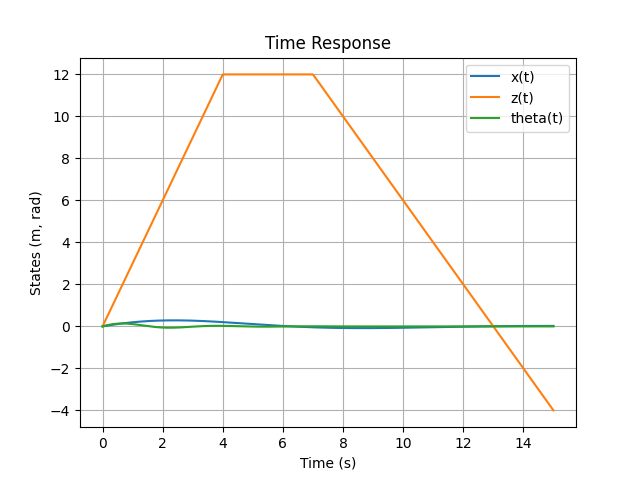 Time Response
x(t)
z(t)
theta(t)
12
10
8
6
4
2
0
−2
−4
States (m, rad)
0 2 4 6 8 10 12 14
Time (s)